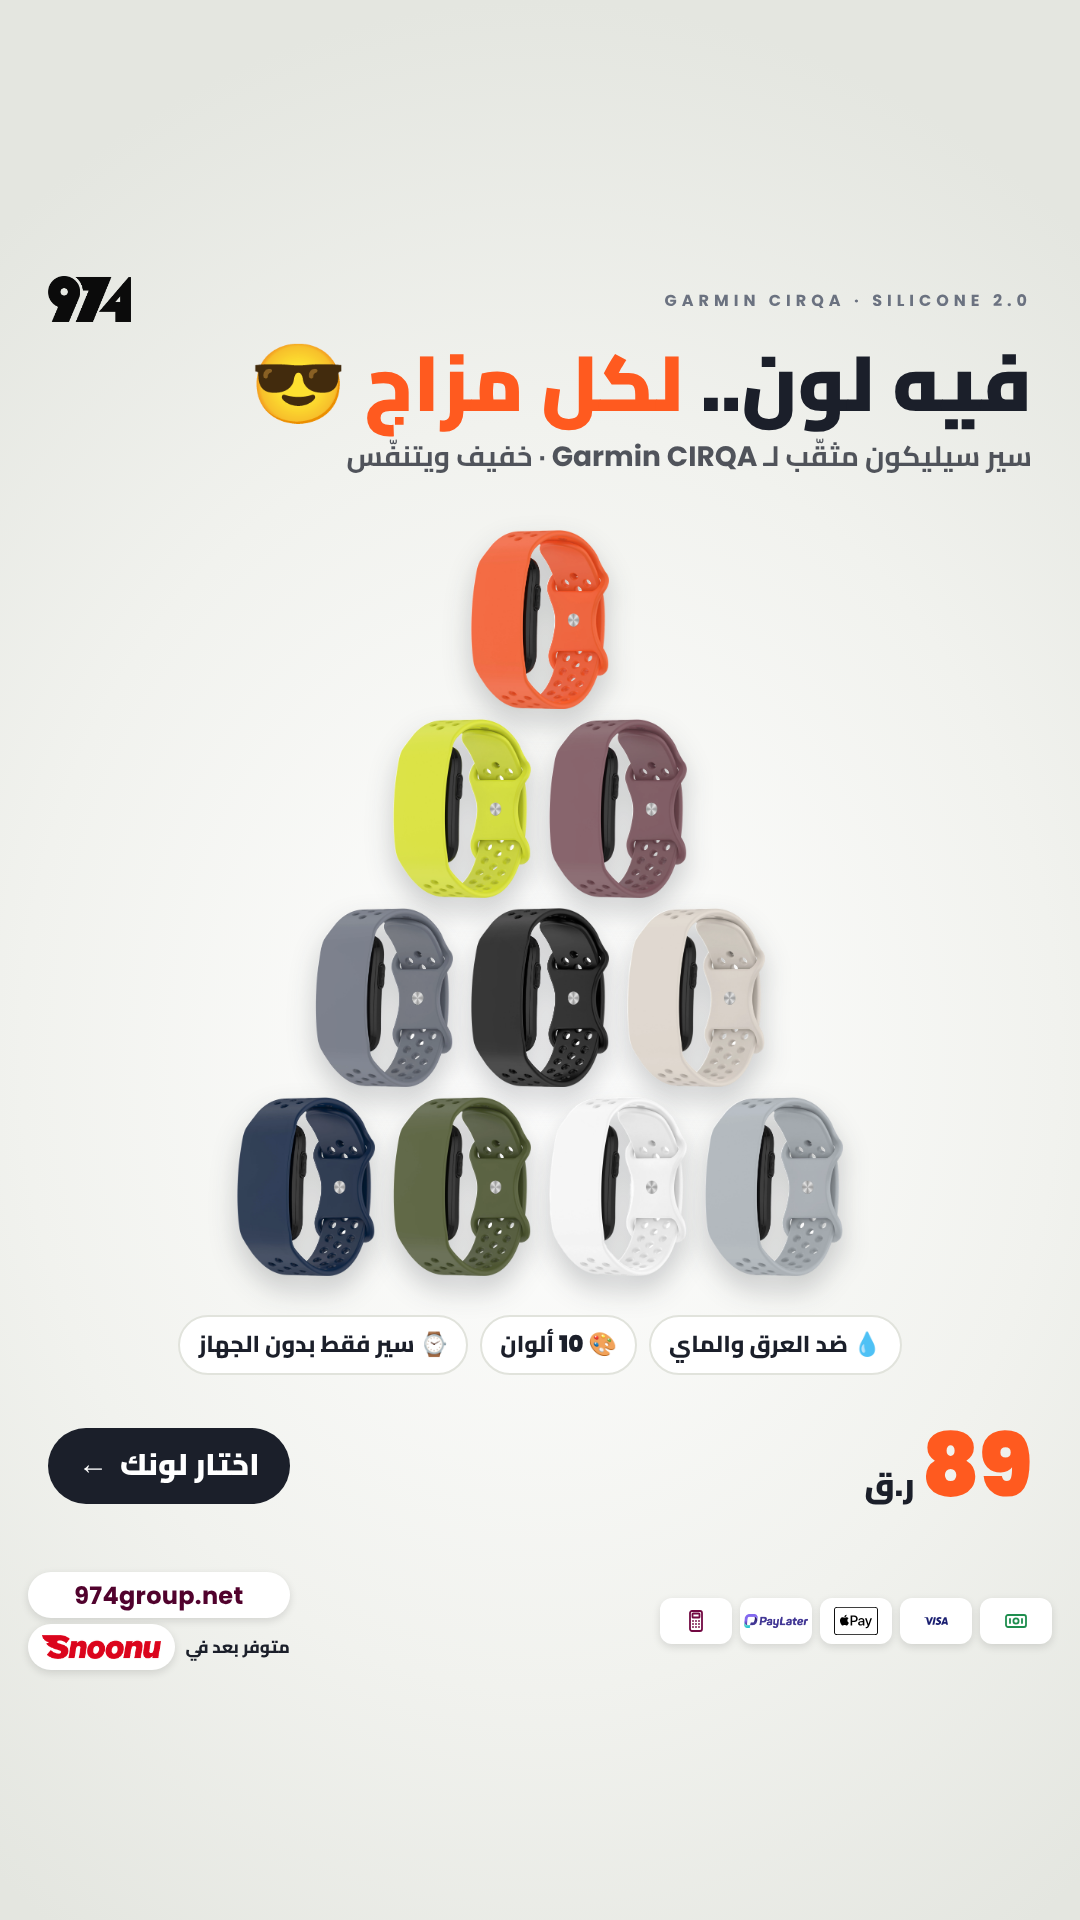 974
GARMIN CIRQA · SILICONE 2.0
فيه لون.. لكل مزاج 😎
سير سيليكون مثقّب لـ Garmin CIRQA · خفيف ويتنفّس
💧 ضد العرق والماي
🎨 10 ألوان
⌚ سير فقط بدون الجهاز
89 ر.ق
اختار لونك ←
974group.net
متوفر بعد في Snoonu
VISA
Pay
PayLater